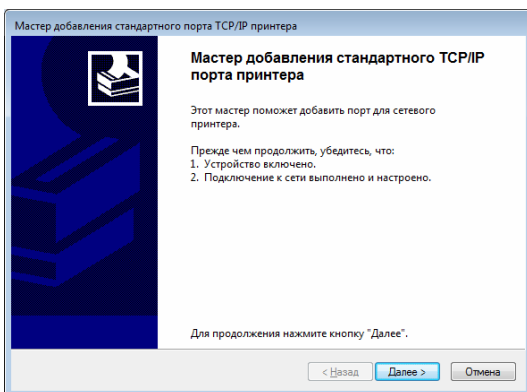 Мастер добавления стандартного порта TCP/IP принтера
Мастер добавления стандартного TCP/IP
порта принтера
Этот мастер поможет добавить порт для сетевого
принтера.
Прежде чем продолжить, убедитесь, что:
1. Устройство включено.
2. Подключение к сети выполнено и настроено.
Для продолжения нажмите кнопку "Далее".
< Назад Далее > Отмена